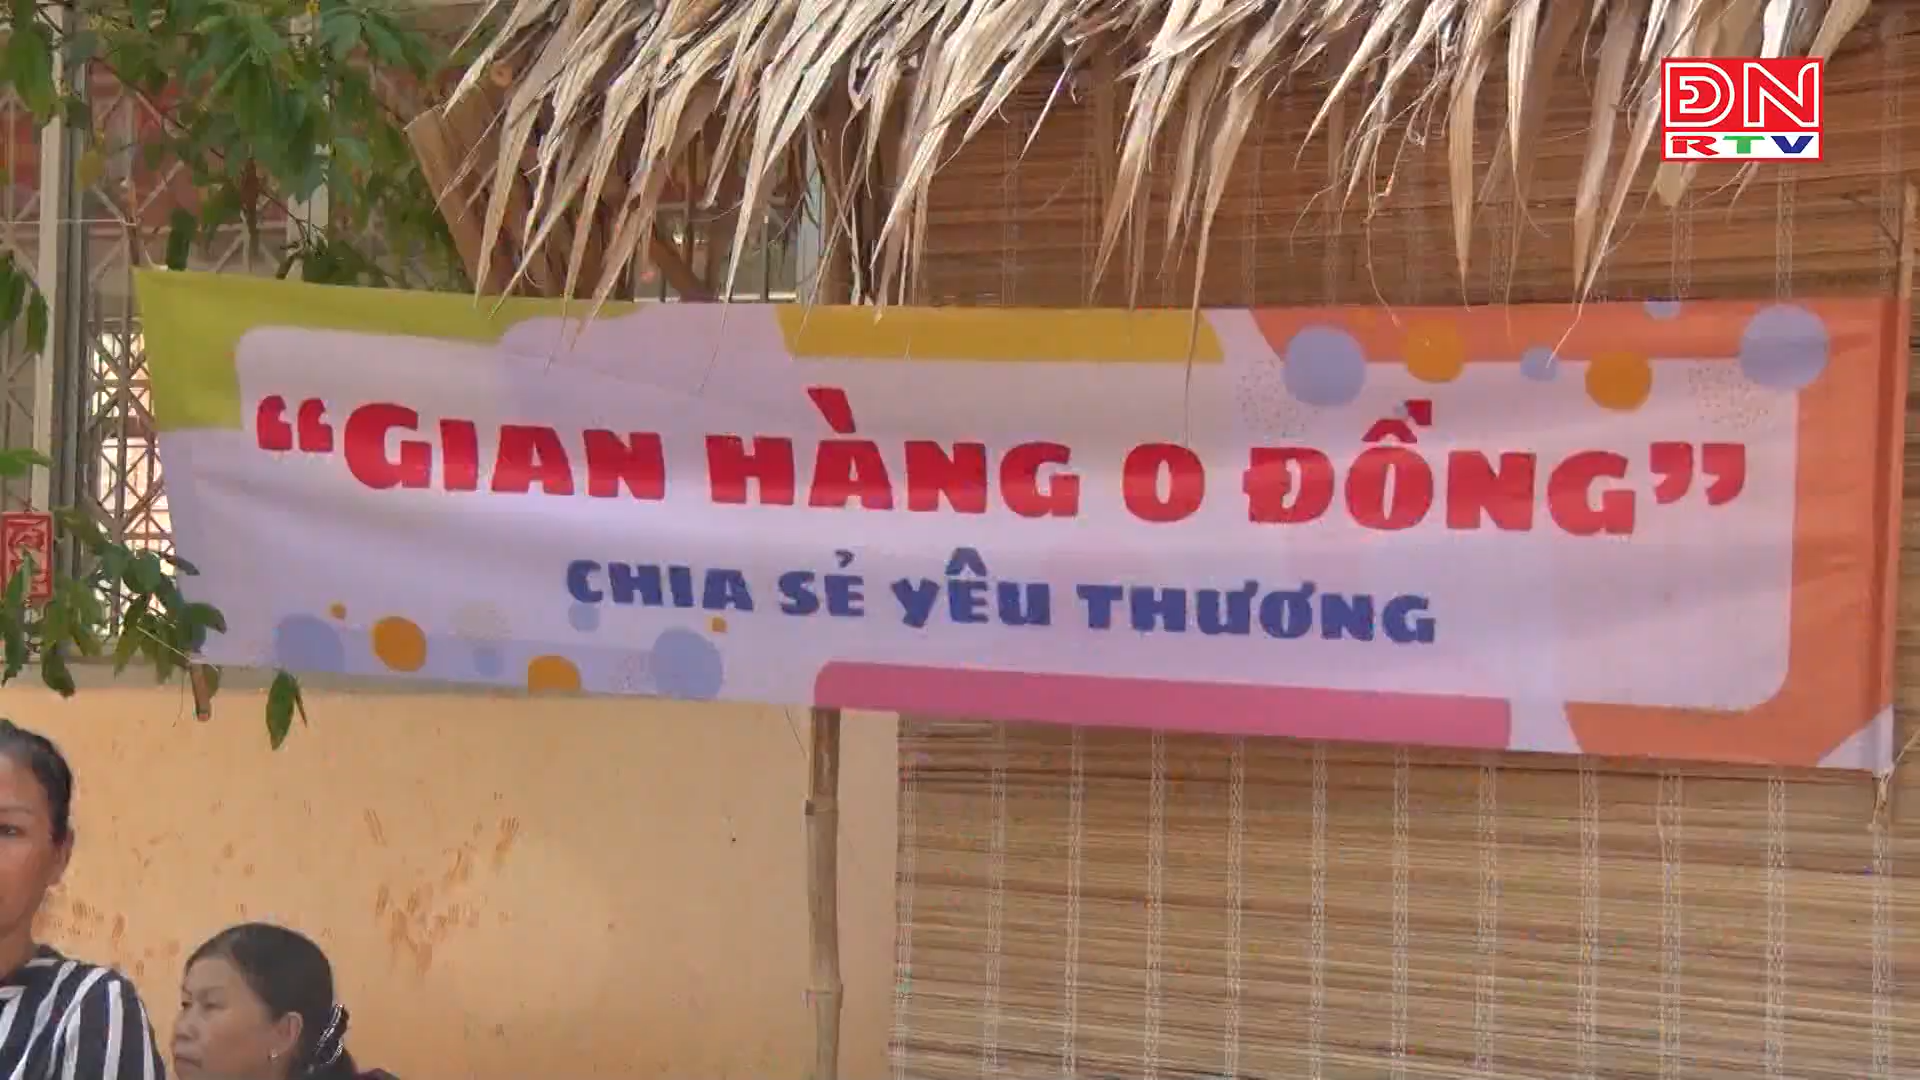 ĐN
RTV
“GIAN HÀNG 0 ĐỒNG”
CHIA SẺ YÊU THƯƠNG